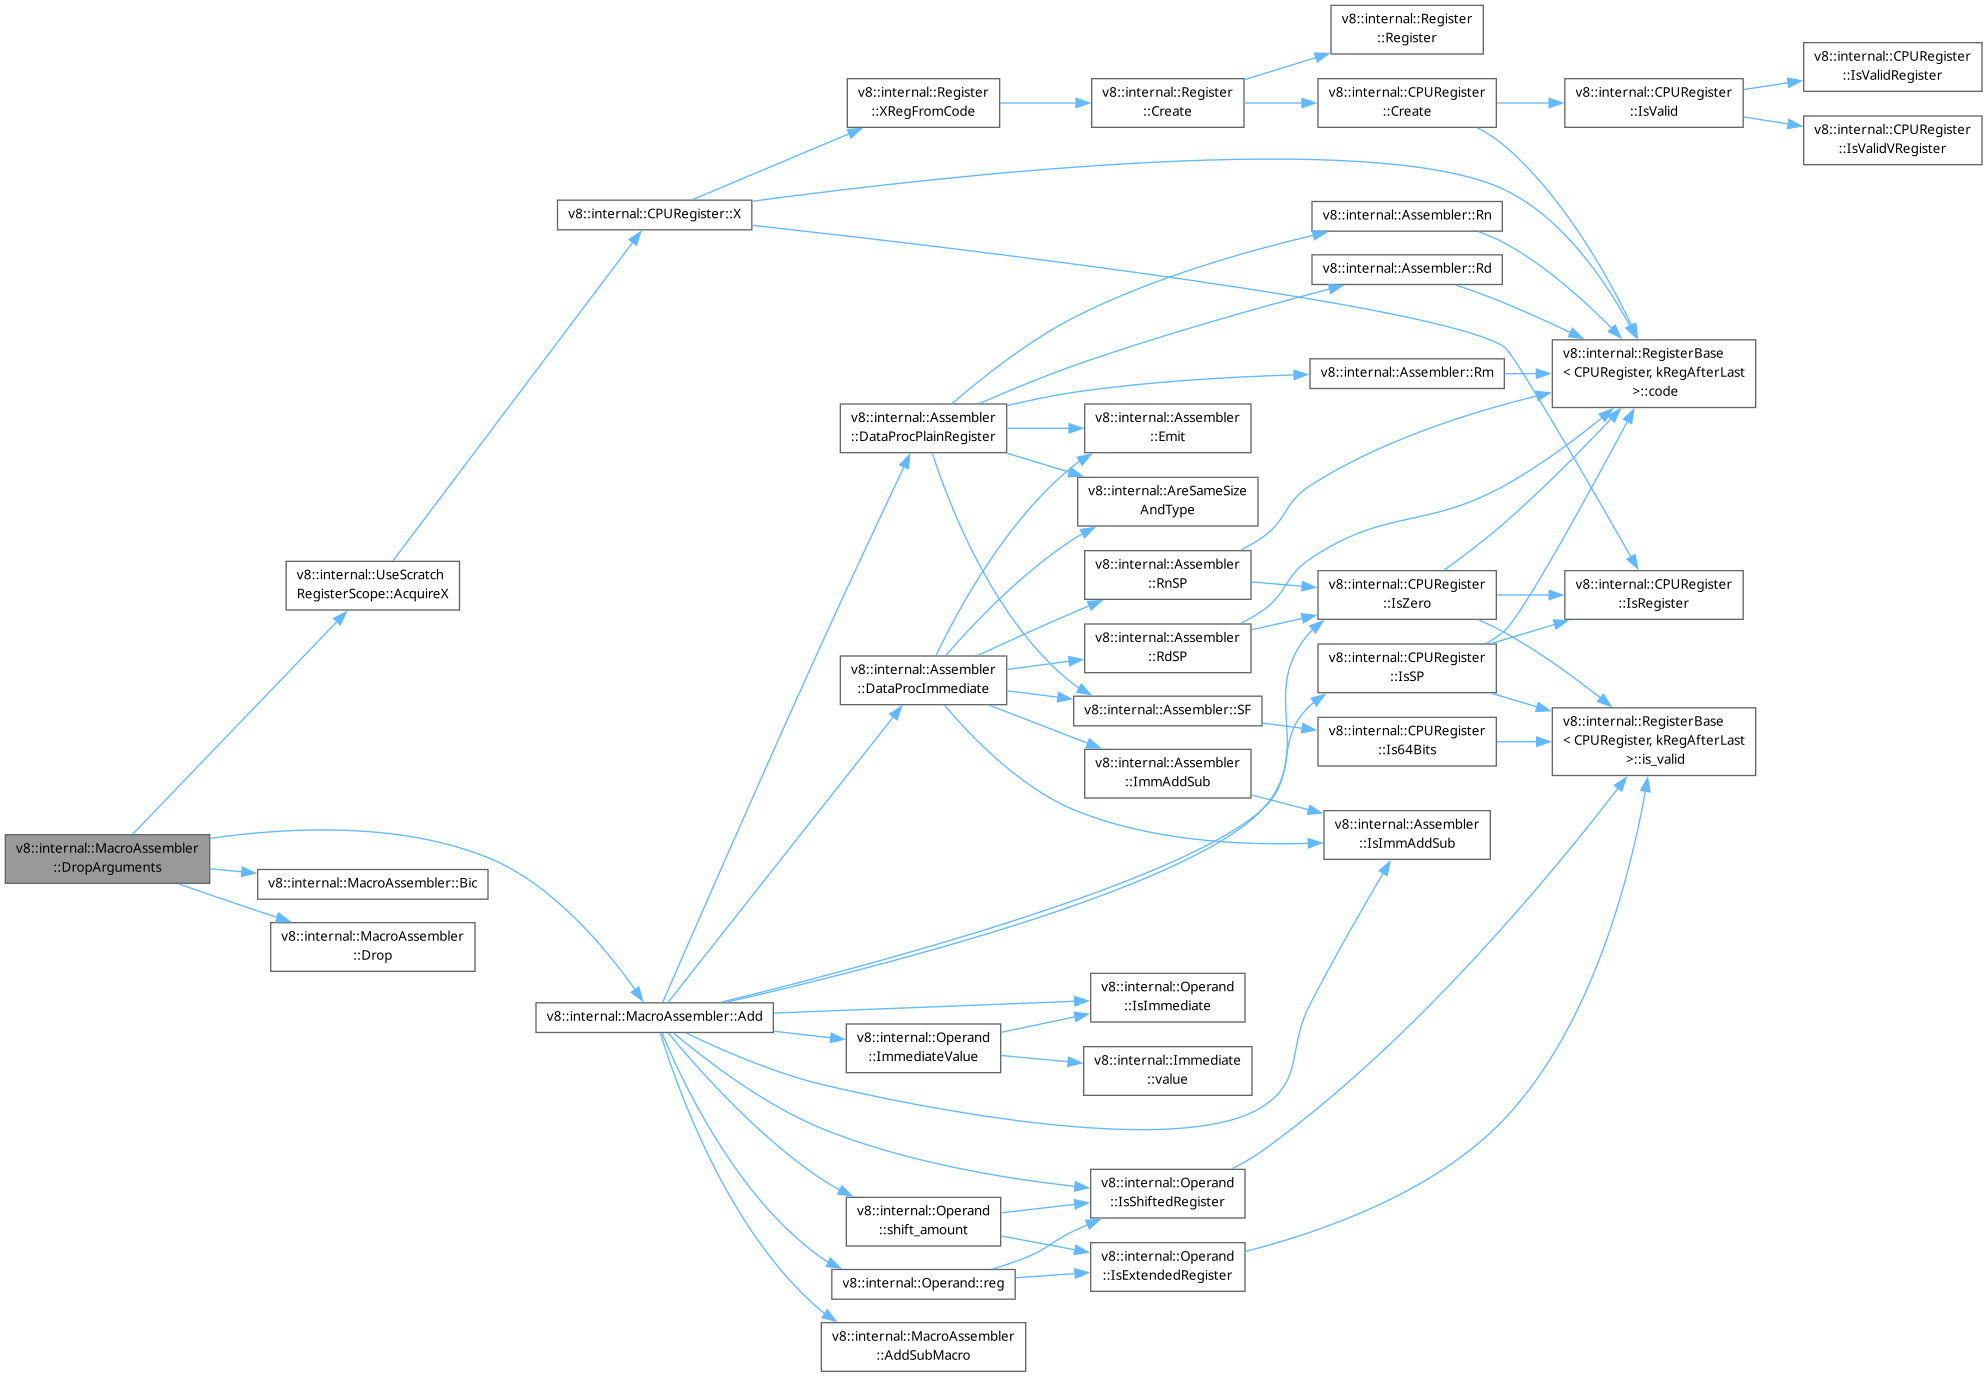 v8::internal::MacroAssembler
::DropArguments
v8::internal::UseScratch
RegisterScope::AcquireX
v8::internal::MacroAssembler::Bic
v8::internal::MacroAssembler
::Drop
v8::internal::CPURegister::X
v8::internal::MacroAssembler::Add
v8::internal::Register
::XRegFromCode
v8::internal::Assembler
::DataProcPlainRegister
v8::internal::Assembler
::DataProcImmediate
v8::internal::Operand
::ImmediateValue
v8::internal::Operand
::shift_amount
v8::internal::Operand::reg
v8::internal::MacroAssembler
::AddSubMacro
v8::internal::Register
::Create
v8::internal::Assembler
::Emit
v8::internal::AreSameSize
AndType
v8::internal::Assembler
::RnSP
v8::internal::Assembler
::RdSP
v8::internal::Assembler::SF
v8::internal::Assembler
::ImmAddSub
v8::internal::Operand
::IsImmediate
v8::internal::Immediate
::value
v8::internal::Operand
::IsShiftedRegister
v8::internal::Operand
::IsExtendedRegister
v8::internal::Register
::Register
v8::internal::CPURegister
::Create
v8::internal::Assembler::Rn
v8::internal::Assembler::Rd
v8::internal::Assembler::Rm
v8::internal::CPURegister
::IsZero
v8::internal::CPURegister
::IsSP
v8::internal::CPURegister
::Is64Bits
v8::internal::Assembler
::IsImmAddSub
v8::internal::CPURegister
::IsValid
v8::internal::RegisterBase
< CPURegister, kRegAfterLast
>::code
v8::internal::CPURegister
::IsRegister
v8::internal::RegisterBase
< CPURegister, kRegAfterLast
>::is_valid
v8::internal::CPURegister
::IsValidRegister
v8::internal::CPURegister
::IsValidVRegister